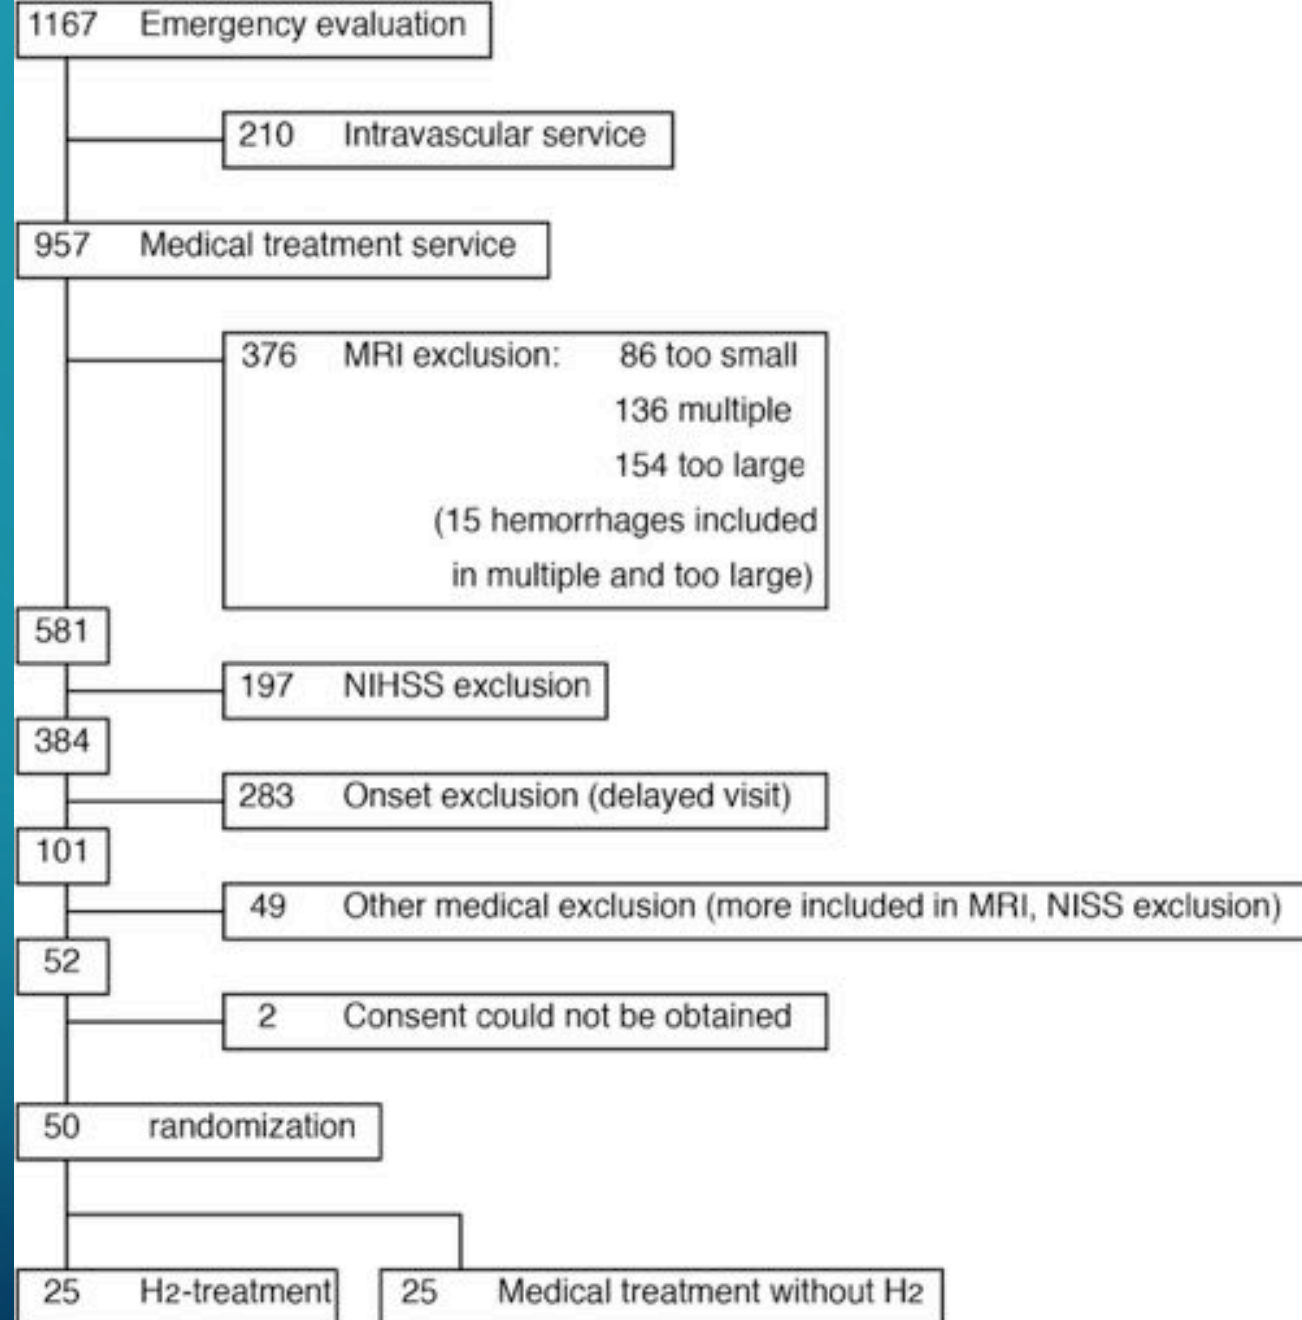 1167 Emergency evaluation
210 Intravascular service
957 Medical treatment service
376 MRI exclusion: 86 too small
136 multiple
154 too large
(15 hemorrhages included
in multiple and too large)
581
197 NIHSS exclusion
384
283 Onset exclusion (delayed visit)
101
49 Other medical exclusion (more included in MRI, NISS exclusion)
52
2 Consent could not be obtained
50 randomization
25 H2-treatment
25 Medical treatment without H2